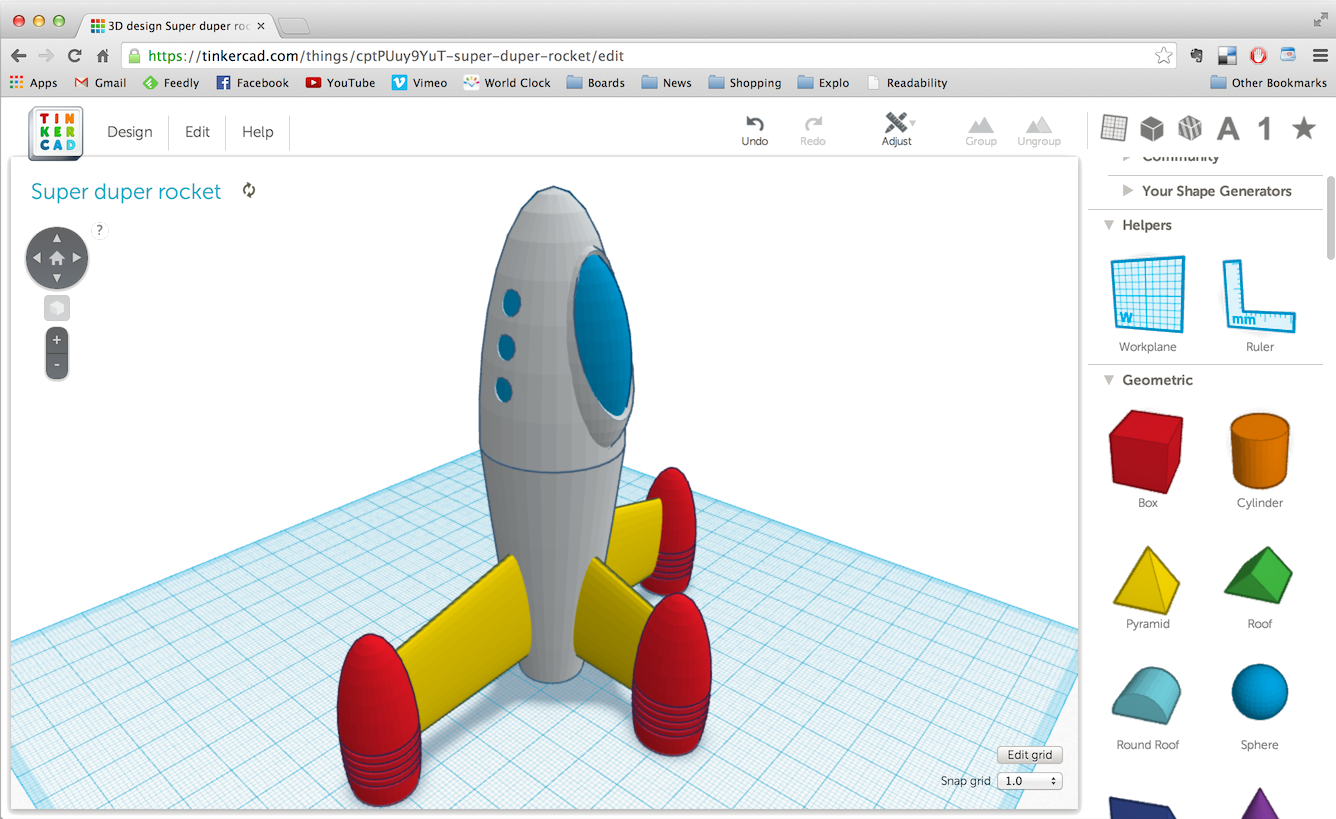 3D design Super duper roc
https://tinkercad.com/things/cptPUuy9YuT-super-duper-rocket/edit
Apps Gmail Feedly Facebook YouTube Vimeo World Clock Boards News Shopping Explo Readability Other Bookmarks
TIN
KER
CAD
Design Edit Help
Undo Redo Adjust Group Ungroup
A 1
Community
Your Shape Generators
Super duper rocket
?
Helpers
W
mm
Workplane Ruler
+
-
Geometric
Box Cylinder
Pyramid Roof
Round Roof Sphere
Edit grid
Snap grid 1.0